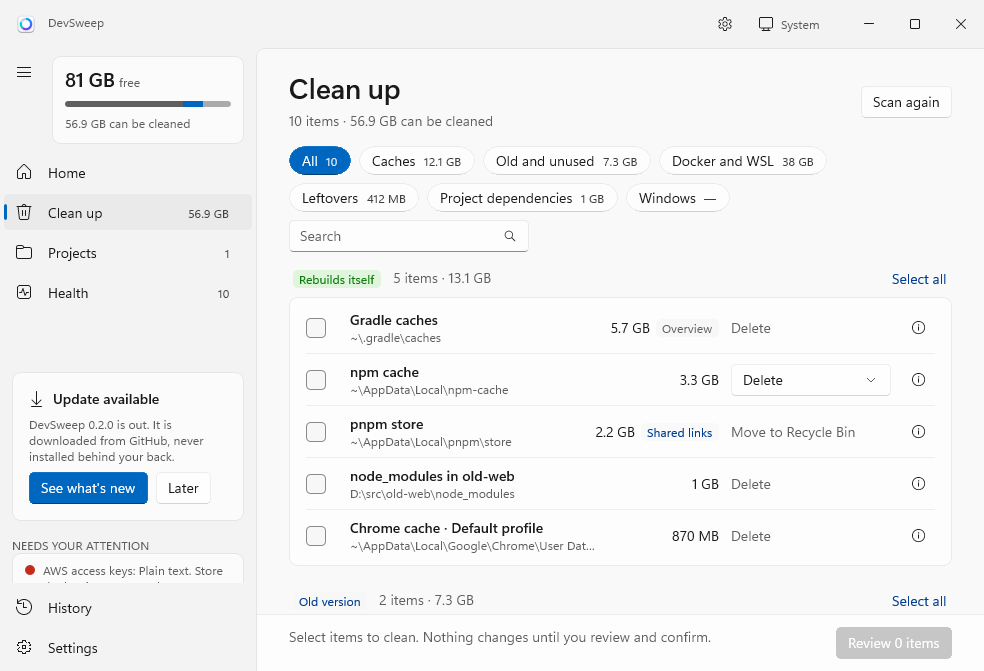 DevSweep
System
81 GB free
56.9 GB can be cleaned
Home
Clean up 56.9 GB
Projects 1
Health 10
Update available
DevSweep 0.2.0 is out. It is
downloaded from GitHub, never
installed behind your back.
See what's new Later
NEEDS YOUR ATTENTION
AWS access keys: Plain text. Store
History
Settings
Clean up
10 items · 56.9 GB can be cleaned
Scan again
All 10 Caches 12.1 GB Old and unused 7.3 GB Docker and WSL 38 GB
Leftovers 412 MB Project dependencies 1 GB Windows —
Search
Rebuilds itself 5 items · 13.1 GB Select all
Gradle caches
~\.gradle\caches
5.7 GB Overview Delete
npm cache
~\AppData\Local\npm-cache
3.3 GB Delete
pnpm store
~\AppData\Local\pnpm\store
2.2 GB Shared links Move to Recycle Bin
node_modules in old-web
D:\src\old-web\node_modules
1 GB Delete
Chrome cache · Default profile
~\AppData\Local\Google\Chrome\User Dat...
870 MB Delete
Old version 2 items · 7.3 GB Select all
Select items to clean. Nothing changes until you review and confirm.
Review 0 items